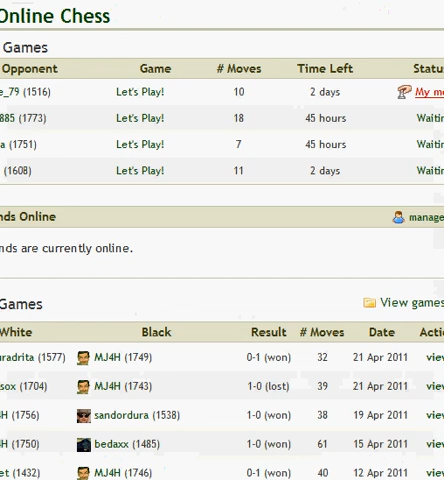 Online Chess
Games
Opponent Game # Moves Time Left Statu
e_79 (1516) Let's Play! 10 2 days My m
885 (1773) Let's Play! 18 45 hours Waitin
a (1751) Let's Play! 7 45 hours Waitin
(1608) Let's Play! 11 2 days Waitin
nds Online manage
nds are currently online.
Games View games
White Black Result # Moves Date Actio
uradrita (1577) MJ4H (1749) 0-1 (won) 32 21 Apr 2011 view
sox (1704) MJ4H (1743) 1-0 (lost) 39 21 Apr 2011 view
H (1756) sandordura (1538) 1-0 (won) 38 19 Apr 2011 view
H (1750) bedaxx (1485) 1-0 (won) 61 15 Apr 2011 view
et (1432) MJ4H (1746) 0-1 (won) 40 12 Apr 2011 view